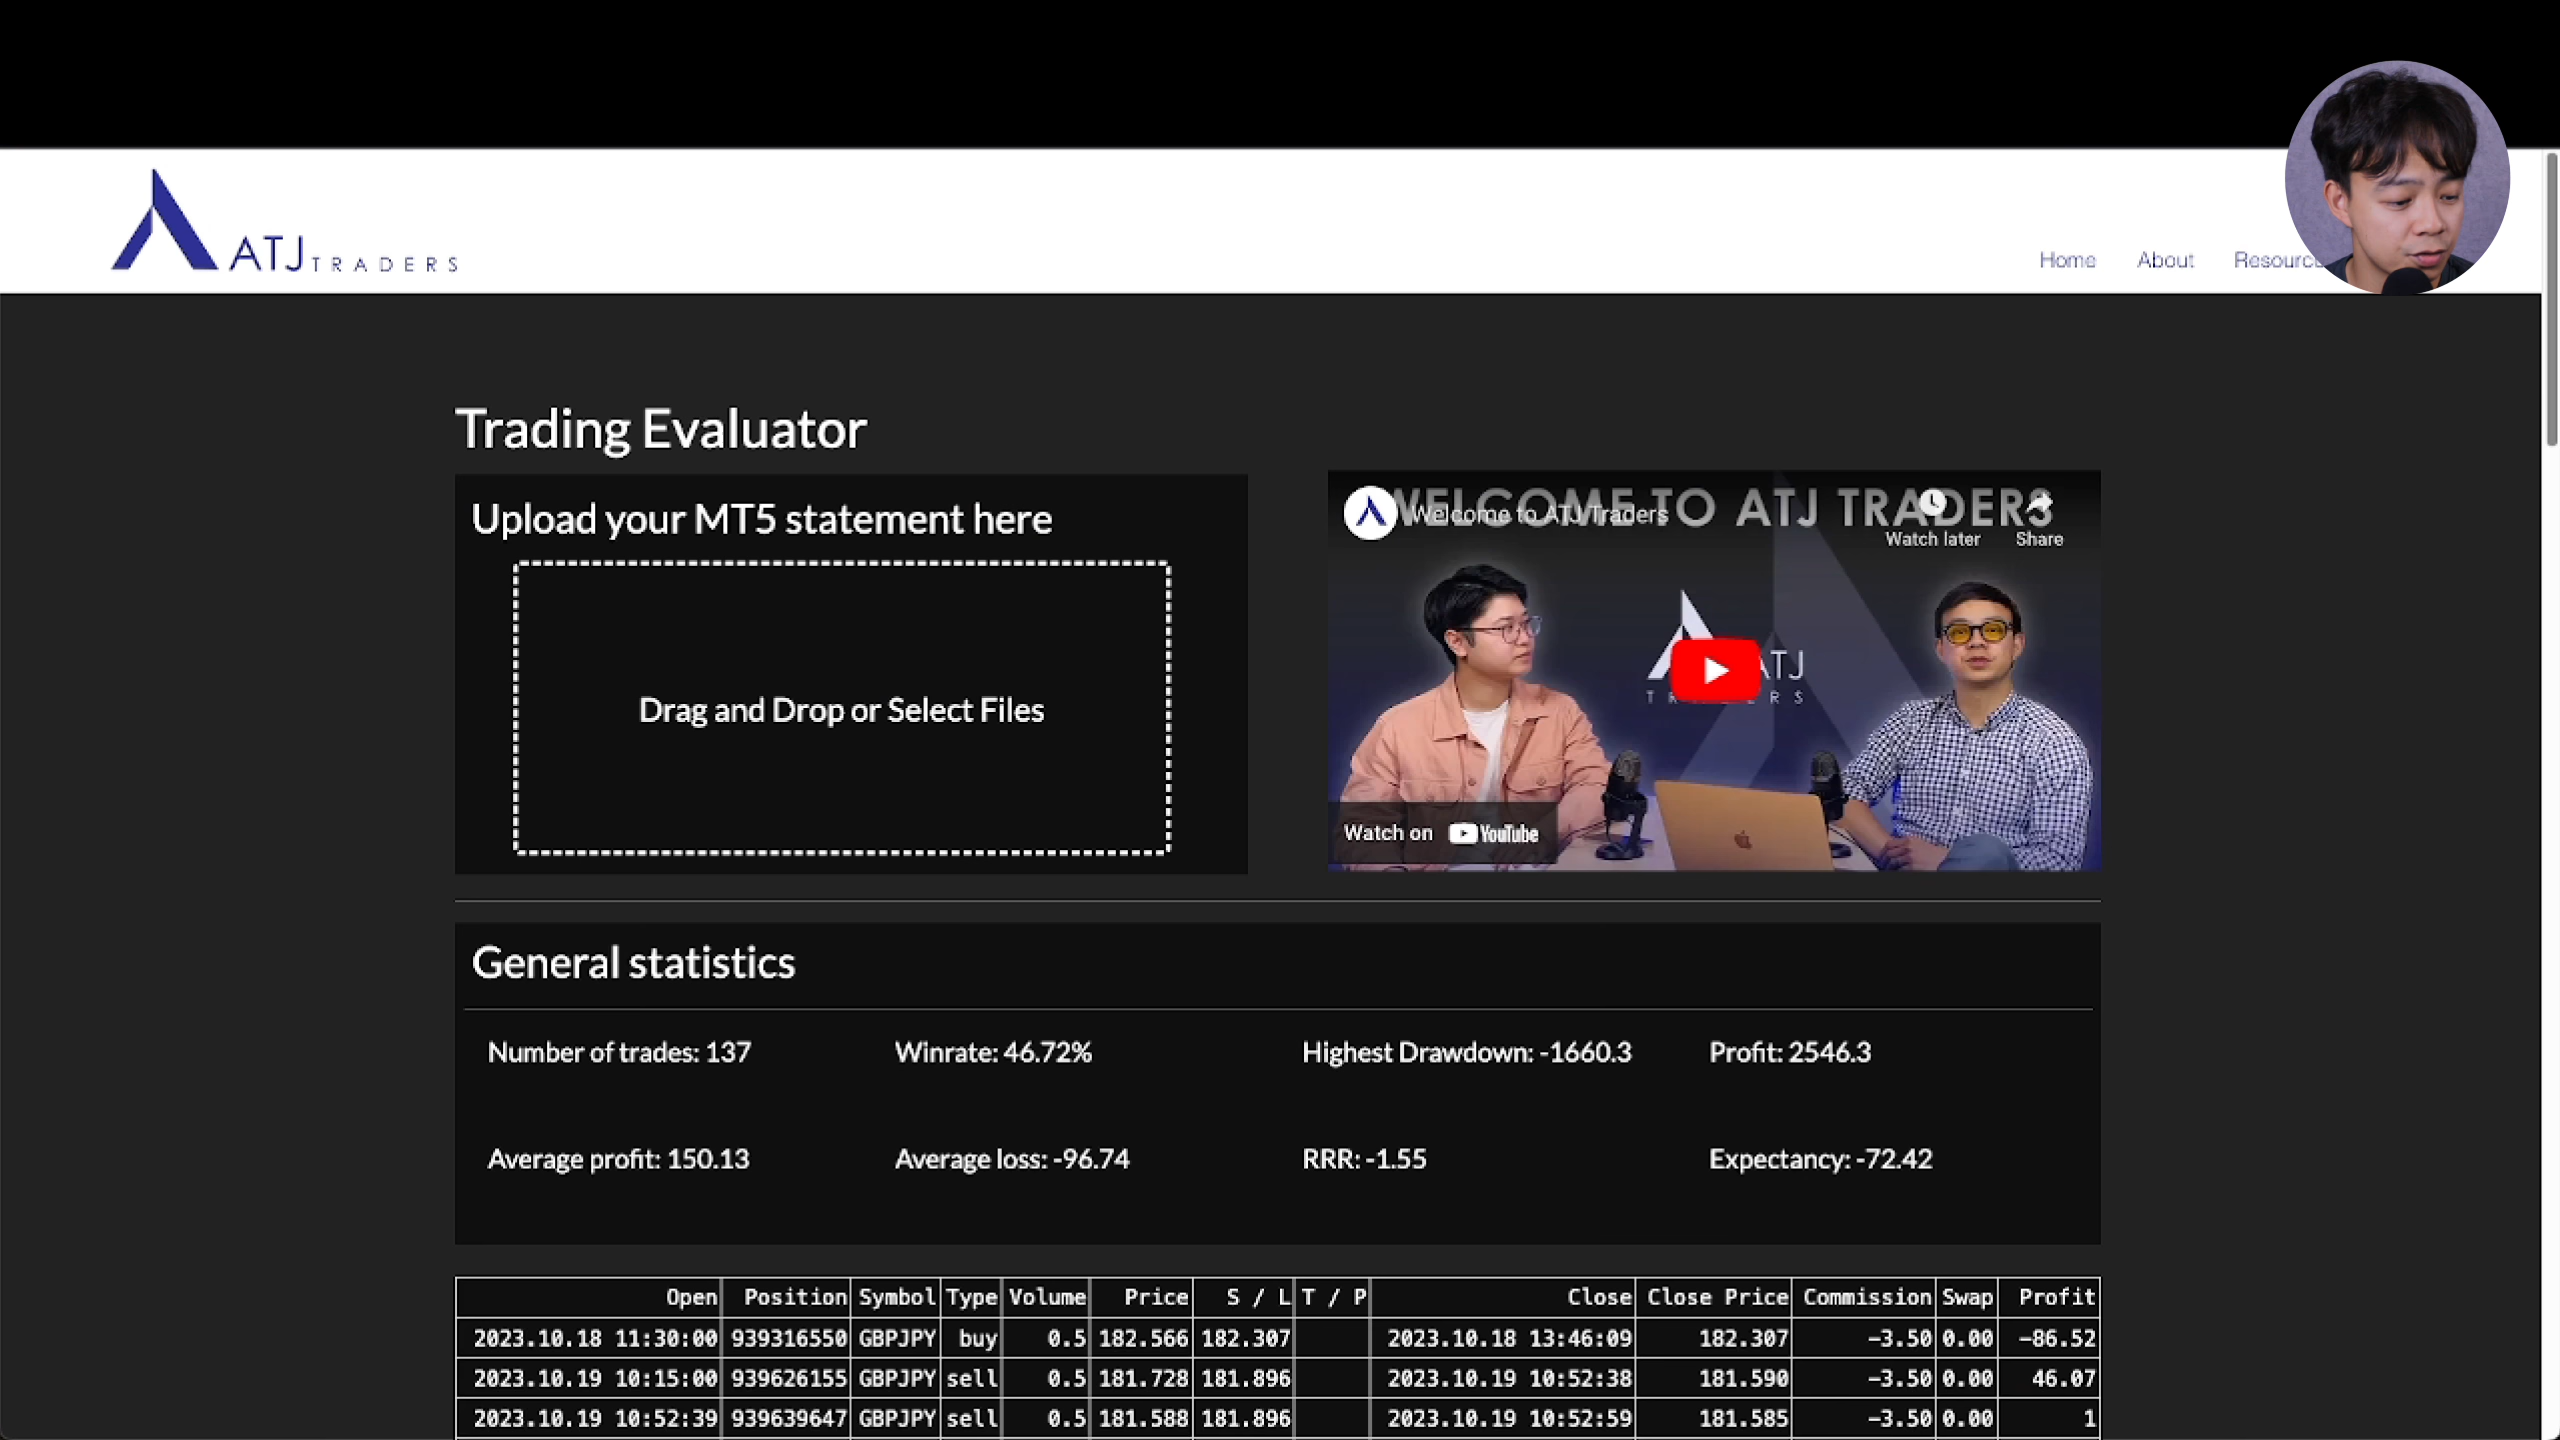 ATJ TRADERS
Home About
Trading Evaluator
Upload your MT5 statement here
Drag and Drop or Select Files
WELCOME TO ATJ TRADERS
Welcome to ATJ Traders
Watch later Share
ATJ
Watch on YouTube
General statistics
Number of trades: 137 Winrate: 46.72% Highest Drawdown: -1660.3 Profit: 2546.3
Average profit: 150.13 Average loss: -96.74 RRR: -1.55 Expectancy: -72.42
Open Position Symbol Type Volume Price S / L T / P Close Close Price Commission Swap Profit
2023.10.18 11:30:00 939316550 GBPJPY buy 0.5 182.566 182.307 2023.10.18 13:46:09 182.307 −3.50 0.00 −86.52
2023.10.19 10:15:00 939626155 GBPJPY sell 0.5 181.728 181.896 2023.10.19 10:52:38 181.590 −3.50 0.00 46.07
2023.10.19 10:52:39 939639647 GBPJPY sell 0.5 181.588 181.896 2023.10.19 10:52:59 181.585 −3.50 0.00 1